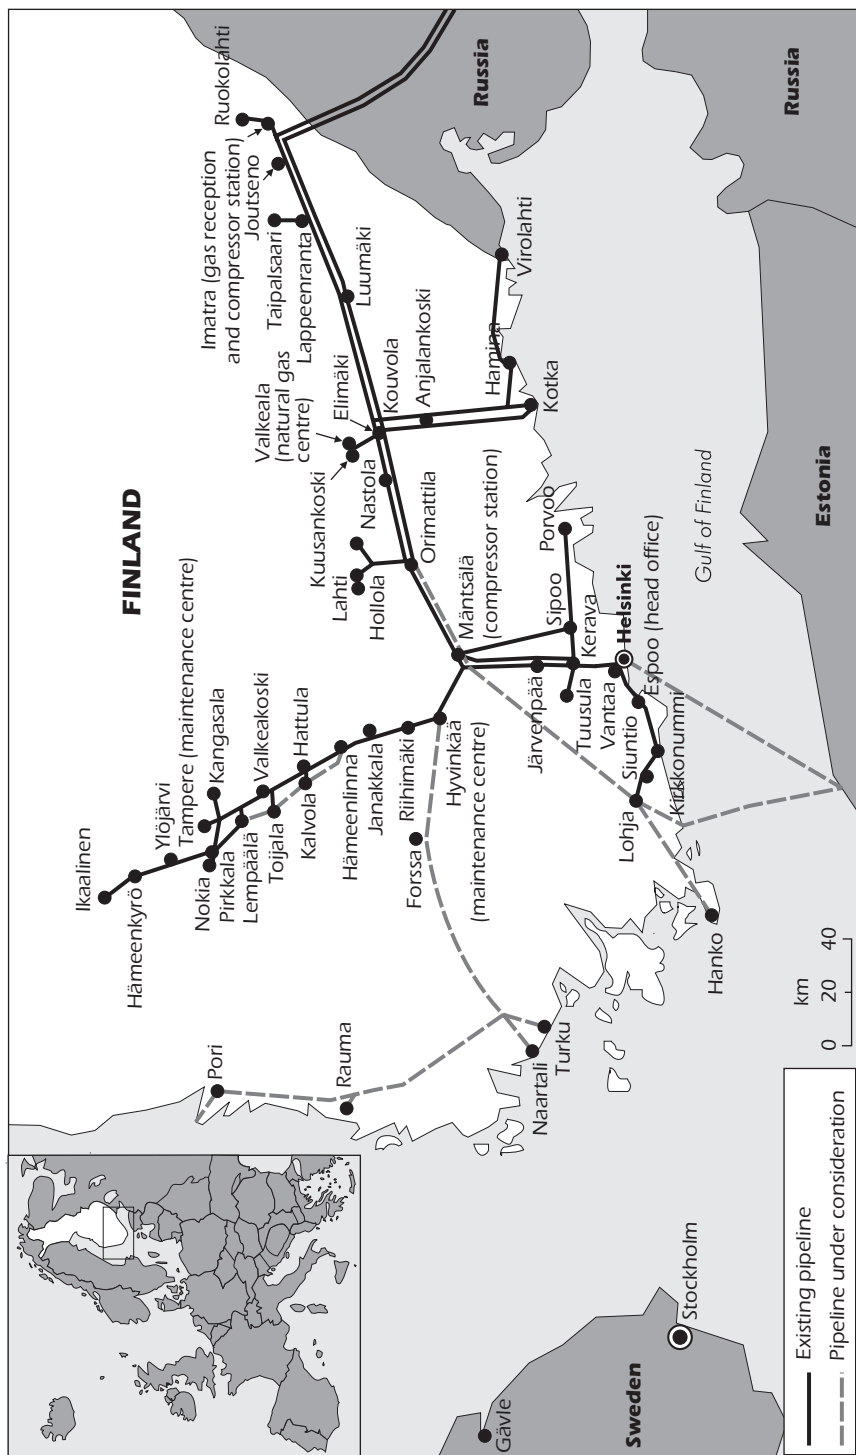 FINLAND
Ikaalinen
Hämeenkyrö
Ylöjärvi
Tampere (maintenance centre)
Kangasala
Nokia
Pirkkala
Lempäälä
Toijala
Valkeakoski
Kalvola
Hattula
Hämeenlinna
Janakkala
Riihimäki
Hyvinkää
(maintenance centre)
Forssa
Pori
Rauma
Naartali
Turku
Hanko
Lohja
Siuntio
Kirkkonummi
Espoo (head office)
Helsinki
Vantaa
Tuusula
Kerava
Järvenpää
Sipoo
Porvoo
Mäntsälä
(compressor station)
Orimattila
Hollola
Lahti
Nastola
Kuusankoski
Valkeala
(natural gas
centre)
Elimäki
Kouvola
Anjalankoski
Kotka
Hamina
Virolahti
Luumäki
Lappeenranta
Taipalsaari
Joutseno
Imatra (gas reception
and compressor station)
Ruokolahti
Russia
Russia
Estonia
Gulf of Finland
Gävle
Sweden
Stockholm
km
0 20 40
Existing pipeline
Pipeline under consideration